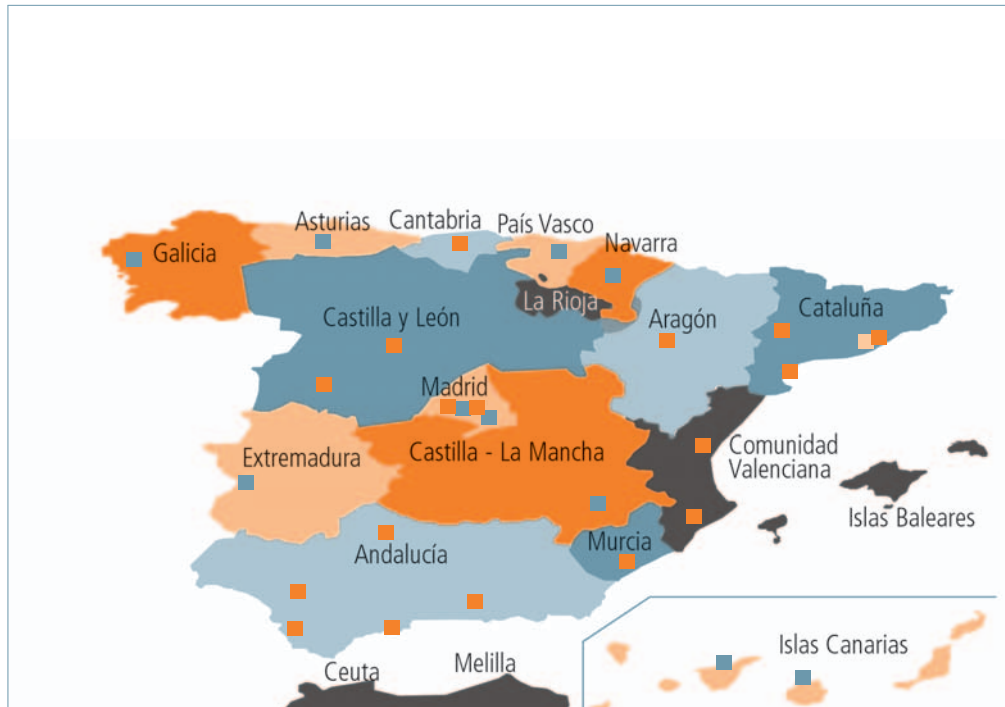 Asturias
Cantabria
País Vasco
Galicia
Navarra
La Rioja
Castilla y León
Aragón
Cataluña
Madrid
Extremadura
Castilla - La Mancha
Comunidad
Valenciana
Islas Baleares
Andalucía
Murcia
Islas Canarias
Ceuta
Melilla